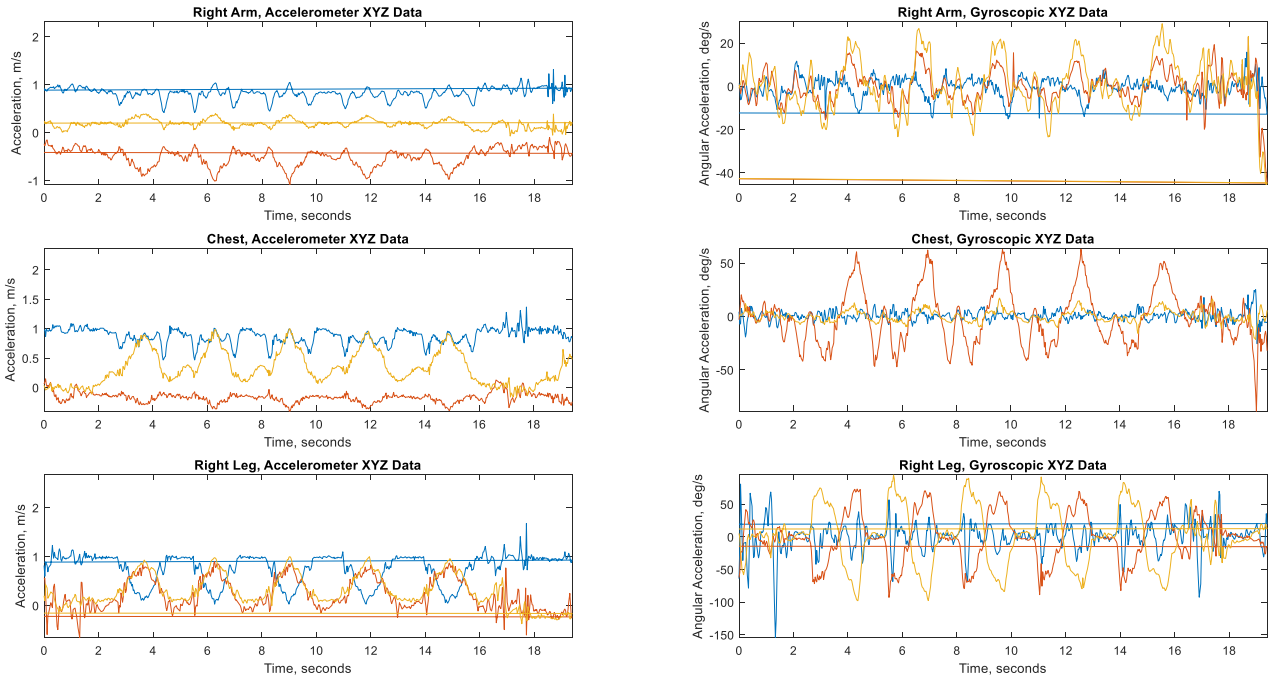 Right Arm, Accelerometer XYZ Data
Acceleration, m/s
2
1
0
-1
0 2 4 6 8 10 12 14 16 18
Time, seconds
Right Arm, Gyroscopic XYZ Data
Angular Acceleration, deg/s
20
0
-20
-40
0 2 4 6 8 10 12 14 16 18
Time, seconds
Chest, Accelerometer XYZ Data
Acceleration, m/s
2
1.5
1
0.5
0
0 2 4 6 8 10 12 14 16 18
Time, seconds
Chest, Gyroscopic XYZ Data
Angular Acceleration, deg/s
50
0
-50
0 2 4 6 8 10 12 14 16 18
Time, seconds
Right Leg, Accelerometer XYZ Data
Acceleration, m/s
2
1
0
0 2 4 6 8 10 12 14 16 18
Time, seconds
Right Leg, Gyroscopic XYZ Data
Angular Acceleration, deg/s
50
0
-50
-100
-150
0 2 4 6 8 10 12 14 16 18
Time, seconds